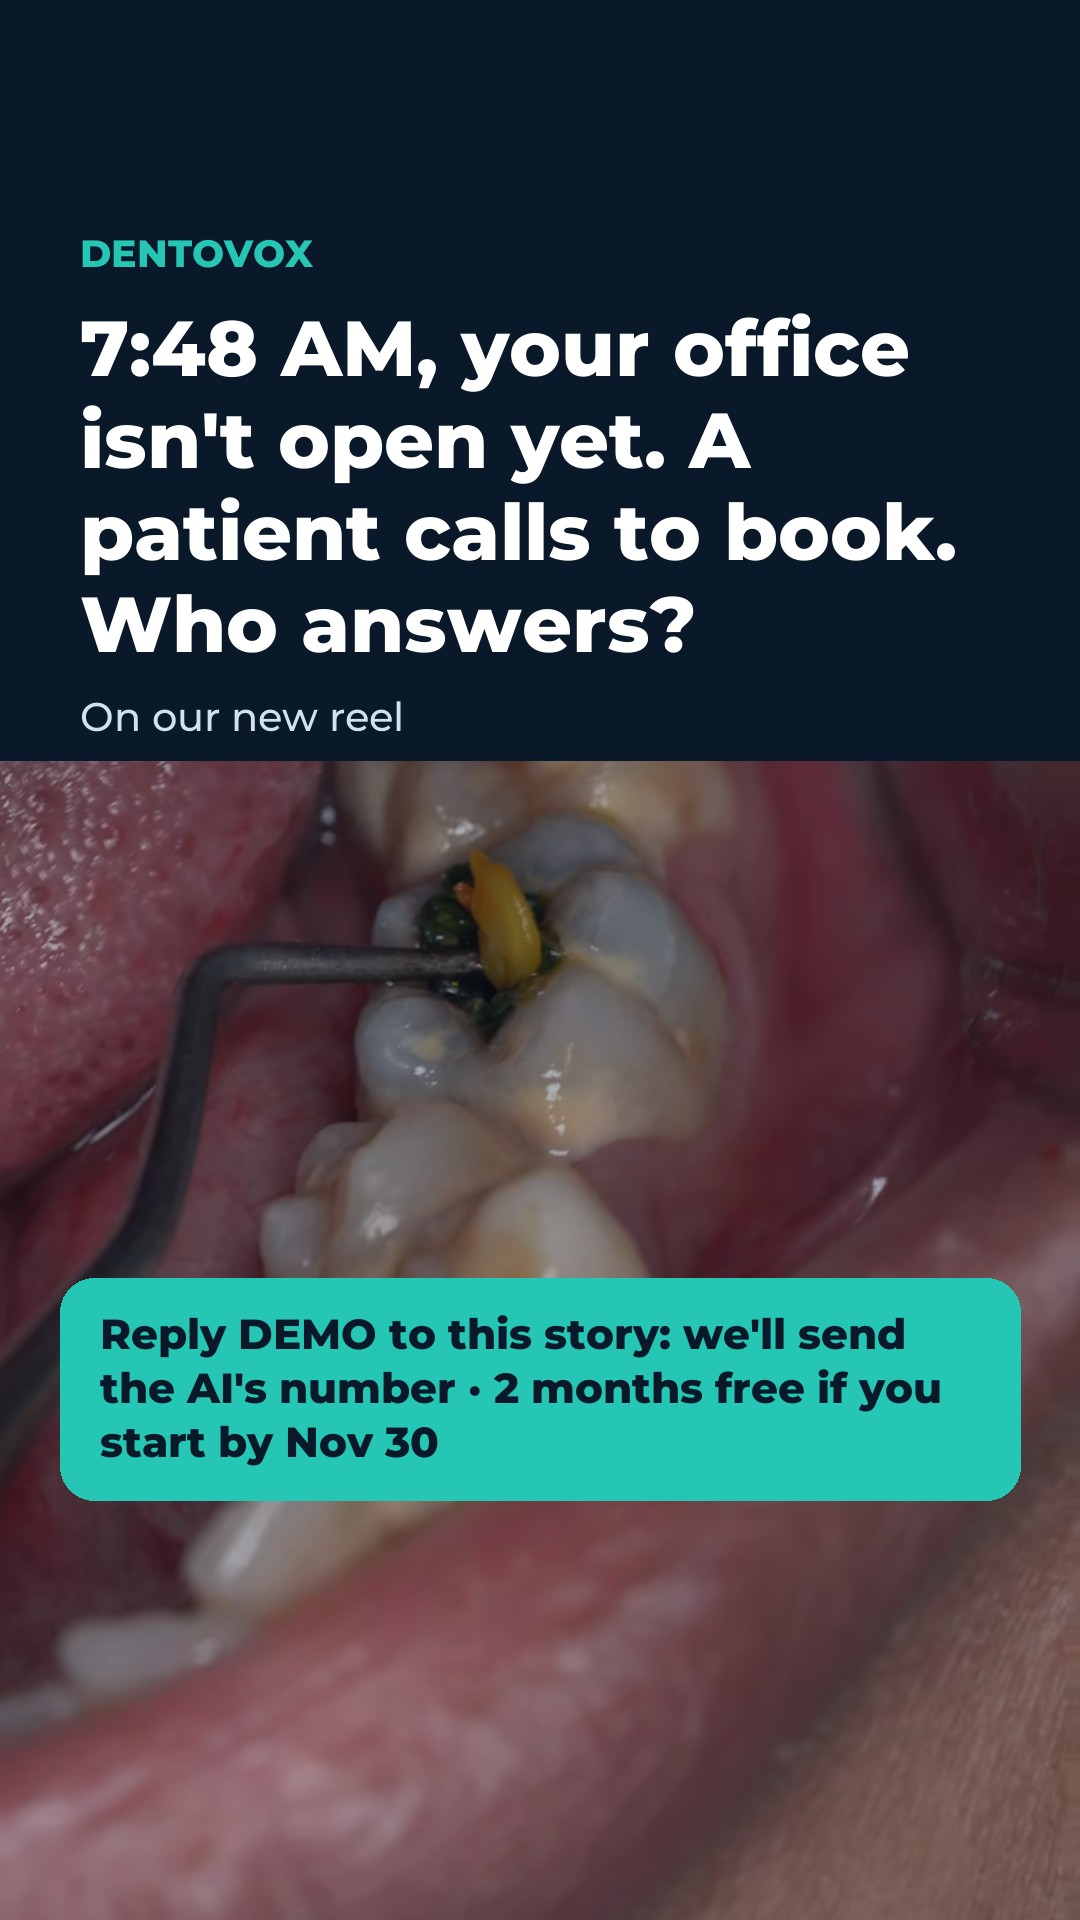 DENTOVOX
7:48 AM, your office
isn't open yet. A
patient calls to book.
Who answers?
On our new reel
Reply DEMO to this story: we'll send
the AI's number · 2 months free if you
start by Nov 30